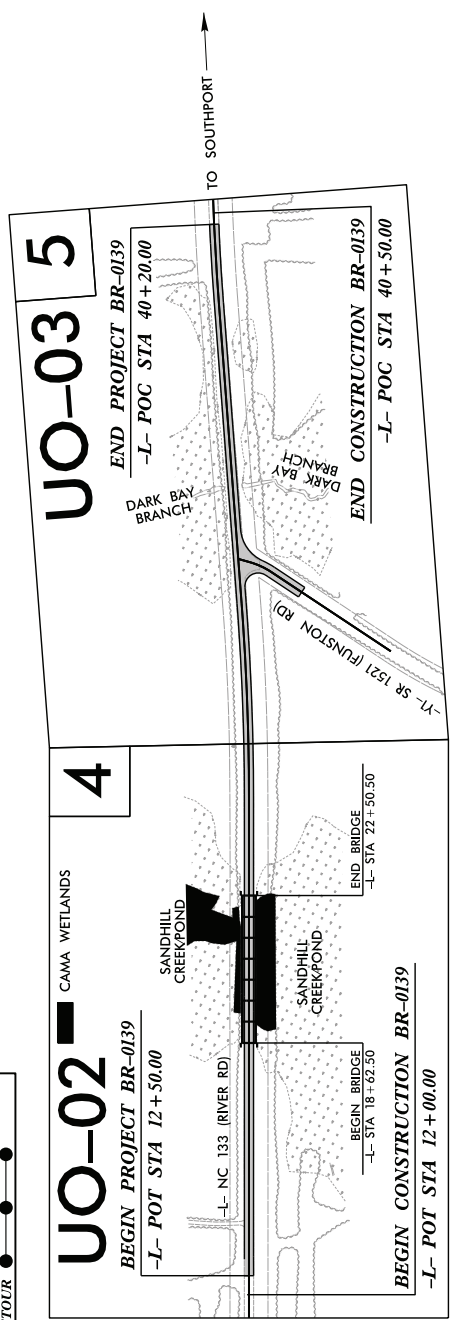 TOUR
UO–02
4
CAMA WETLANDS
BEGIN PROJECT BR–0139
–L– POT STA 12+50.00
–L– NC 133 (RIVER RD)
SANDHILL
CREEK/POND
SANDHILL
CREEK/POND
BEGIN BRIDGE
–L– STA 18+62.50
END BRIDGE
–L– STA 22+50.50
BEGIN CONSTRUCTION BR–0139
–L– POT STA 12+00.00
UO–03
5
END PROJECT BR–0139
–L– POC STA 40+20.00
DARK BAY
BRANCH
DARK BAY
BRANCH
–Y1– SR 1521 (FUNSTON RD)
END CONSTRUCTION BR–0139
–L– POC STA 40+50.00
TO SOUTHPORT